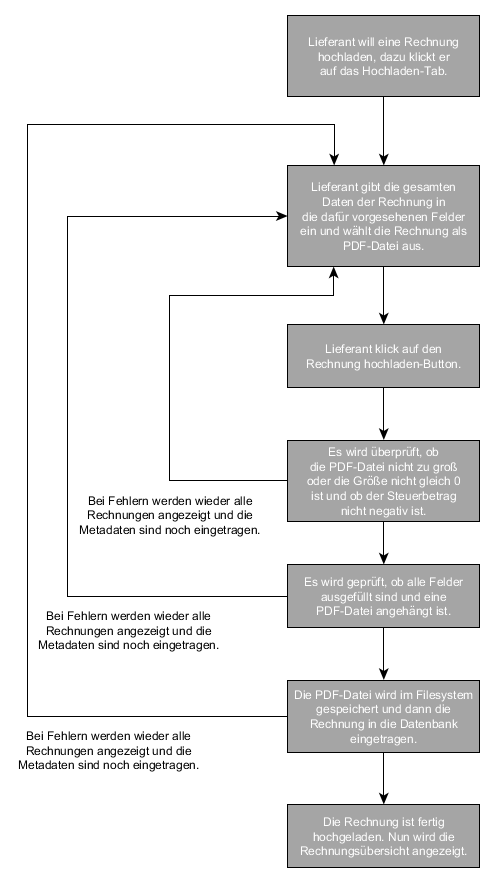 Lieferant will eine Rechnung
hochladen, dazu klickt er
auf das Hochladen-Tab.
Lieferant gibt die gesamten
Daten der Rechnung in
die dafür vorgesehenen Felder
ein und wählt die Rechnung als
PDF-Datei aus.
Lieferant klick auf den
Rechnung hochladen-Button.
Es wird überprüft, ob
die PDF-Datei nicht zu groß
oder die Größe nicht gleich 0
ist und ob der Steuerbetrag
nicht negativ ist.
Bei Fehlern werden wieder alle
Rechnungen angezeigt und die
Metadaten sind noch eingetragen.
Es wird geprüft, ob alle Felder
ausgefüllt sind und eine
PDF-Datei angehängt ist.
Bei Fehlern werden wieder alle
Rechnungen angezeigt und die
Metadaten sind noch eingetragen.
Die PDF-Datei wird im Filesystem
gespeichert und dann die
Rechnung in die Datenbank
eingetragen.
Bei Fehlern werden wieder alle
Rechnungen angezeigt und die
Metadaten sind noch eingetragen.
Die Rechnung ist fertig
hochgeladen. Nun wird die
Rechnungsübersicht angezeigt.